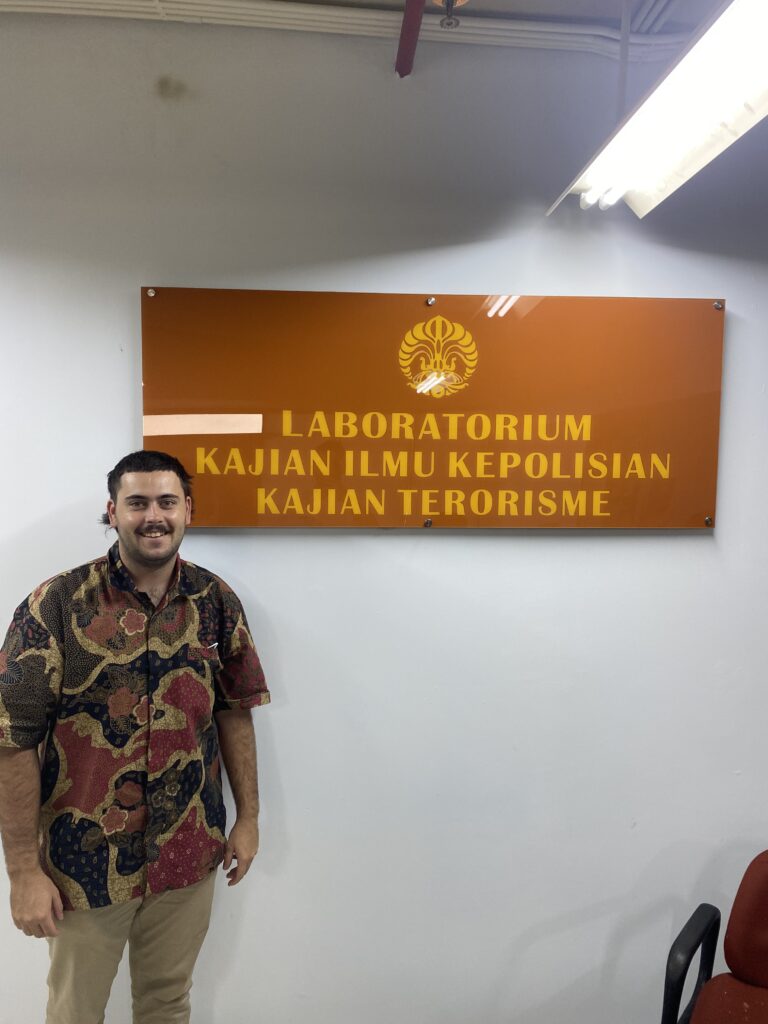 LABORATORIUM
KAJIAN ILMU KEPOLISIAN
KAJIAN TERORISME